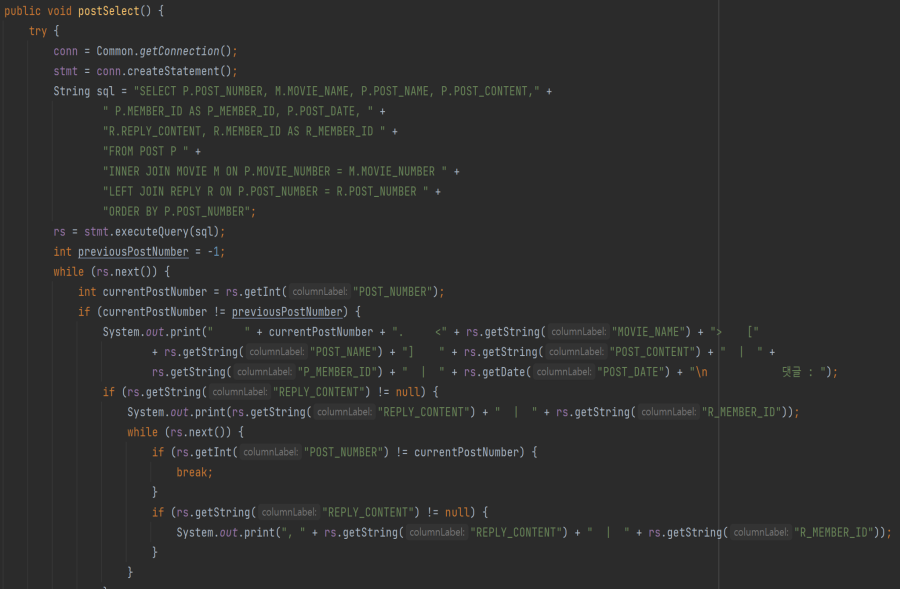 public void postSelect() {
try {
conn = Common.getConnection();
stmt = conn.createStatement();
String sql = "SELECT P.POST_NUMBER, M.MOVIE_NAME, P.POST_NAME, P.POST_CONTENT," +
" P.MEMBER_ID AS P_MEMBER_ID, P.POST_DATE, " +
"R.REPLY_CONTENT, R.MEMBER_ID AS R_MEMBER_ID " +
"FROM POST P " +
"INNER JOIN MOVIE M ON P.MOVIE_NUMBER = M.MOVIE_NUMBER " +
"LEFT JOIN REPLY R ON P.POST_NUMBER = R.POST_NUMBER " +
"ORDER BY P.POST_NUMBER";
rs = stmt.executeQuery(sql);
int previousPostNumber = -1;
while (rs.next()) {
int currentPostNumber = rs.getInt( columnLabel: "POST_NUMBER");
if (currentPostNumber != previousPostNumber) {
System.out.print("    " + currentPostNumber + ".    <" + rs.getString( columnLabel: "MOVIE_NAME") + ">   ["
+ rs.getString( columnLabel: "POST_NAME") + "]   " + rs.getString( columnLabel: "POST_CONTENT") + "  |  " +
rs.getString( columnLabel: "P_MEMBER_ID") + "  |  " + rs.getDate( columnLabel: "POST_DATE") + "\n         댓글 : ");
if (rs.getString( columnLabel: "REPLY_CONTENT") != null) {
System.out.print(rs.getString( columnLabel: "REPLY_CONTENT") + "  |  " + rs.getString( columnLabel: "R_MEMBER_ID"));
while (rs.next()) {
if (rs.getInt( columnLabel: "POST_NUMBER") != currentPostNumber) {
break;
}
if (rs.getString( columnLabel: "REPLY_CONTENT") != null) {
System.out.print(", " + rs.getString( columnLabel: "REPLY_CONTENT") + "  |  " + rs.getString( columnLabel: "R_MEMBER_ID"));
}
}